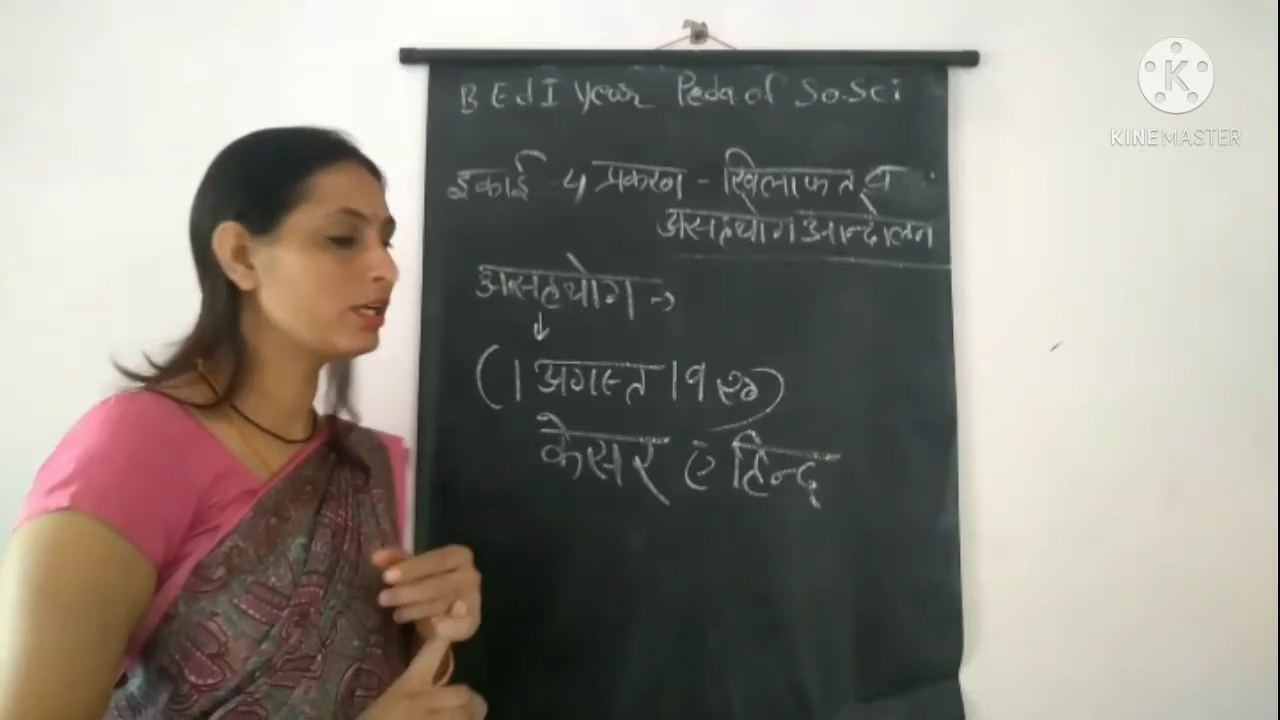 B Ed I year Peda. of So. Sci
इकाई 4 प्रकरण - खिलाफत व
असहयोग आन्दोलन
असहयोग →
↓
(1 अगस्त 1920)
केसर ए हिन्द
KINEMASTER